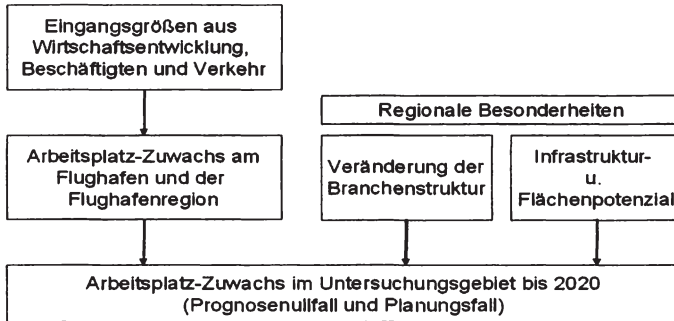 Eingangsgrößen aus
Wirtschaftsentwicklung,
Beschäftigten und Verkehr
Regionale Besonderheiten
Arbeitsplatz-Zuwachs am
Flughafen und der
Flughafenregion
Veränderung der
Branchenstruktur
Infrastruktur-
u.
Flächenpotenzial
Arbeitsplatz-Zuwachs im Untersuchungsgebiet bis 2020
(Prognosenullfall und Planungsfall)